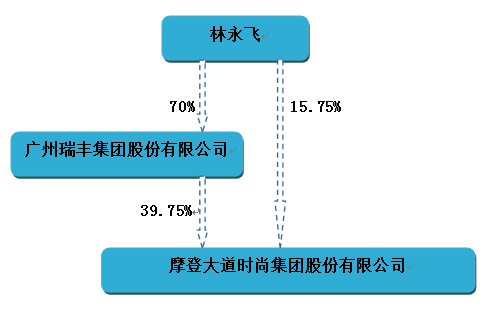 林永飞
70%
15.75%
广州瑞丰集团股份有限公司
39.75%
摩登大道时尚集团股份有限公司